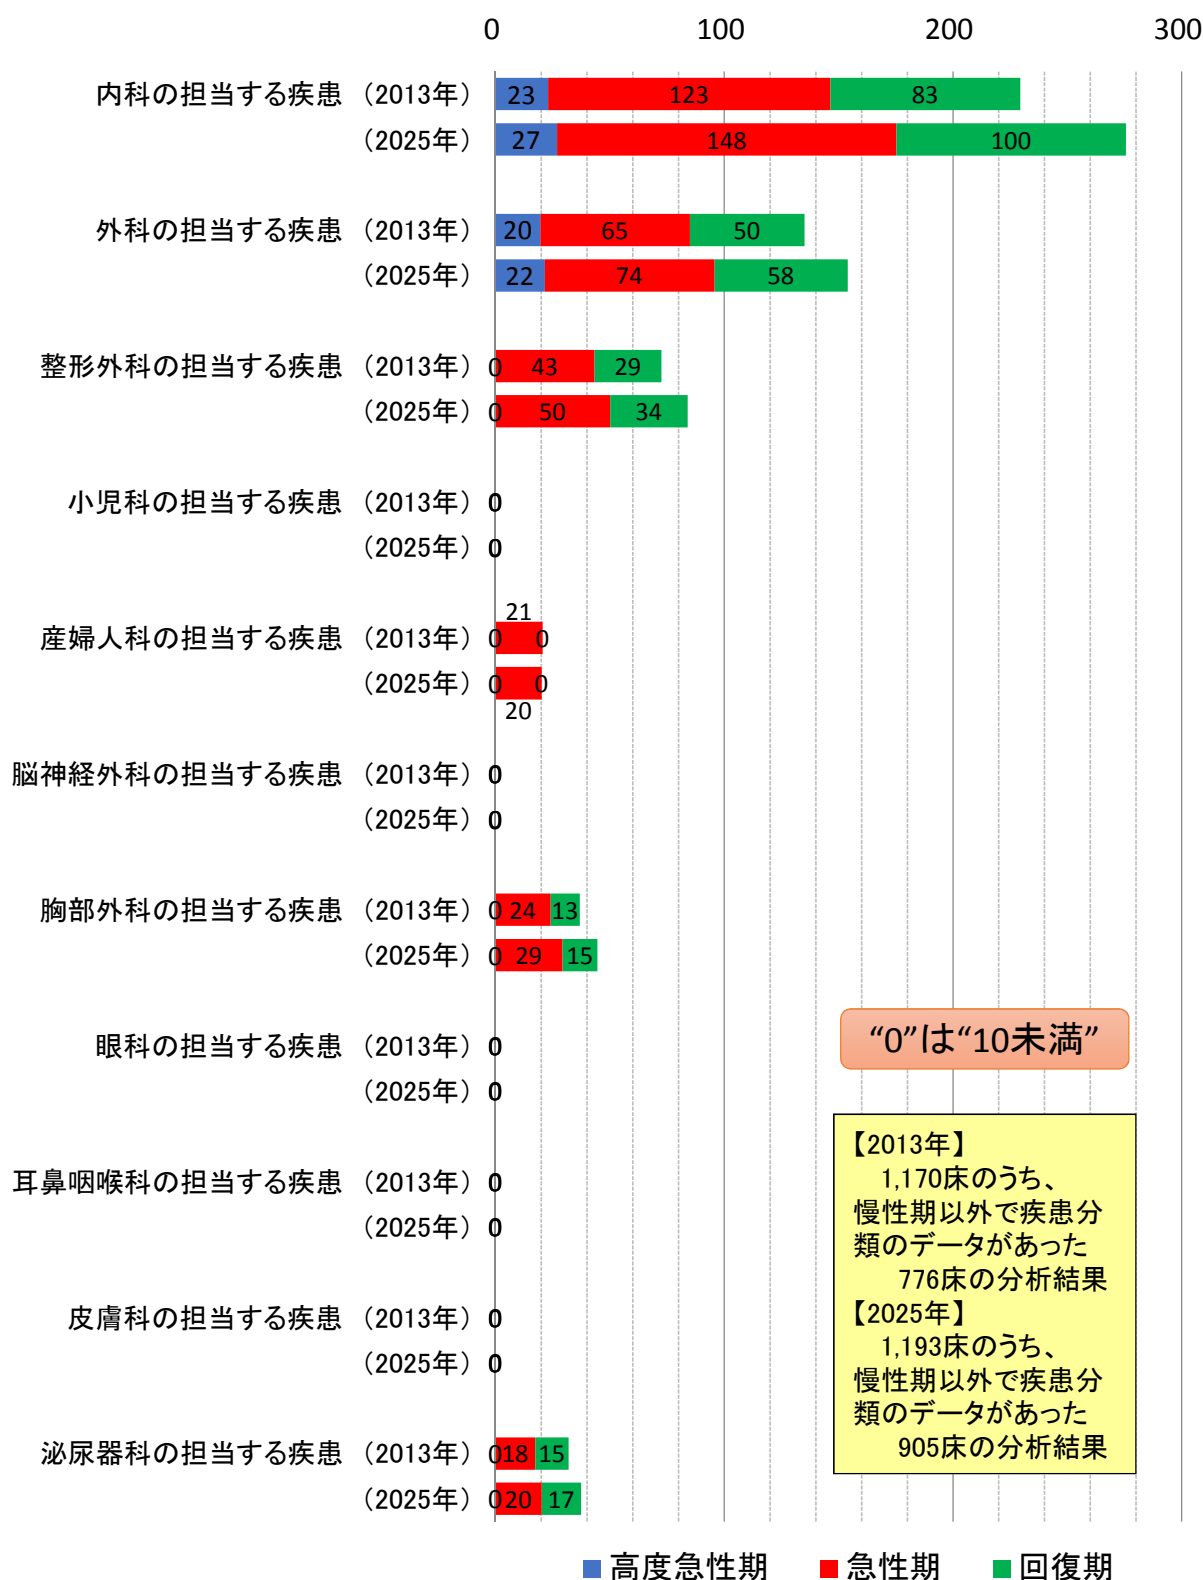 0 100 200 300
内科の担当する疾患 （2013年） 23 123 83
（2025年） 27 148 100
外科の担当する疾患 （2013年） 20 65 50
（2025年） 22 74 58
整形外科の担当する疾患 （2013年） 0 43 29
（2025年） 0 50 34
小児科の担当する疾患 （2013年） 0
（2025年） 0
21
産婦人科の担当する疾患 （2013年） 0 0
（2025年） 0 0
20
脳神経外科の担当する疾患 （2013年） 0
（2025年） 0
胸部外科の担当する疾患 （2013年） 0 24 13
（2025年） 0 29 15
眼科の担当する疾患 （2013年） 0
（2025年） 0
耳鼻咽喉科の担当する疾患 （2013年） 0
（2025年） 0
皮膚科の担当する疾患 （2013年） 0
（2025年） 0
泌尿器科の担当する疾患 （2013年） 0 18 15
（2025年） 0 20 17
“0”は“10未満”
【2013年】
1,170床のうち、
慢性期以外で疾患分
類のデータがあった
776床の分析結果
【2025年】
1,193床のうち、
慢性期以外で疾患分
類のデータがあった
905床の分析結果
高度急性期 急性期 回復期